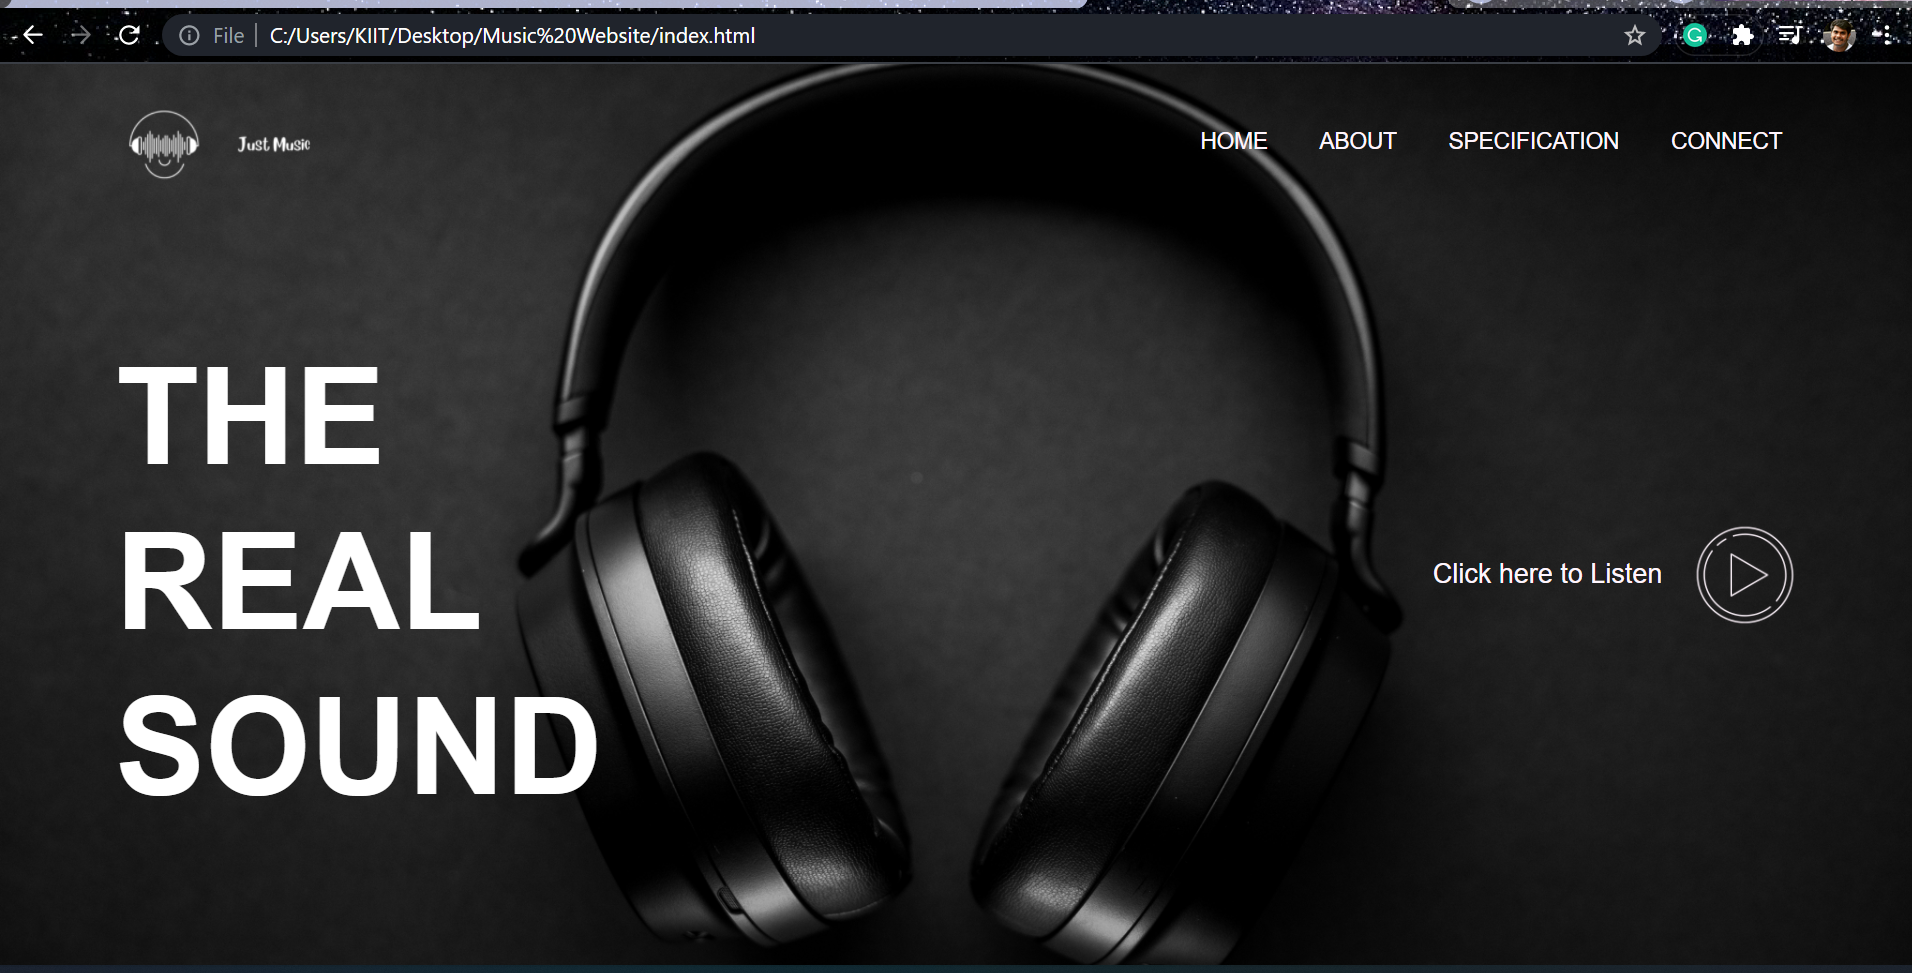 File C:/Users/KIIT/Desktop/Music%20Website/index.html
Just Music
HOME ABOUT SPECIFICATION CONNECT
THE
REAL
SOUND
Click here to Listen